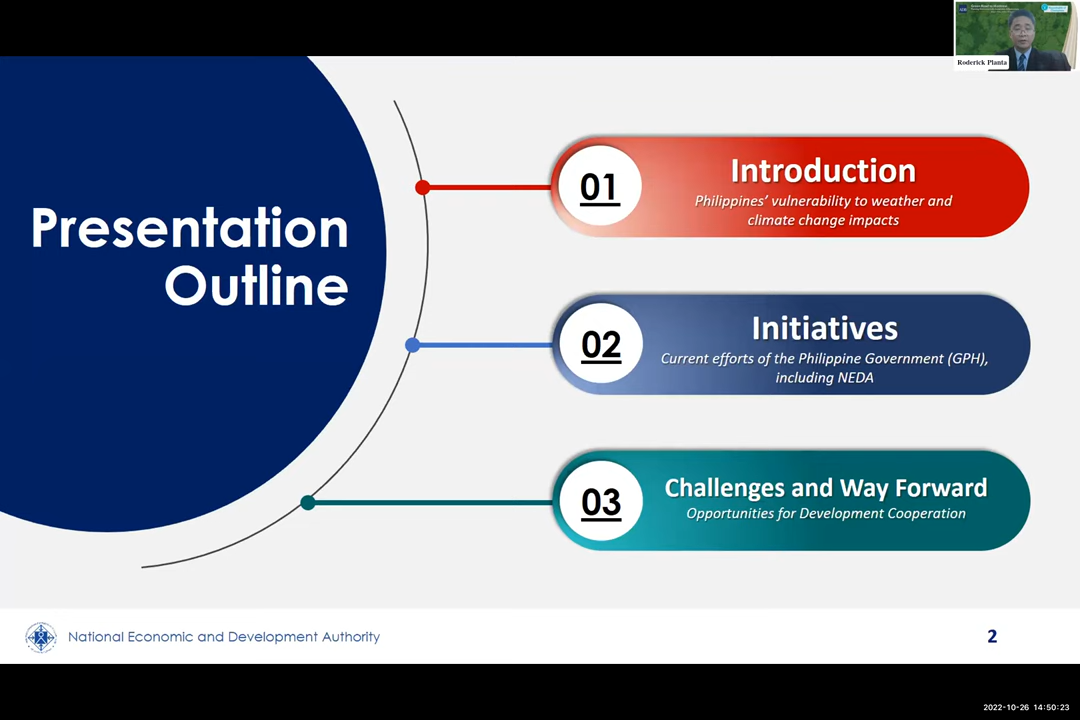 Roderick Planta
Presentation
Outline
01
Introduction
Philippines' vulnerability to weather and
climate change impacts
02
Initiatives
Current efforts of the Philippine Government (GPH),
including NEDA
03
Challenges and Way Forward
Opportunities for Development Cooperation
National Economic and Development Authority
2
2022-10-26 14:50:23